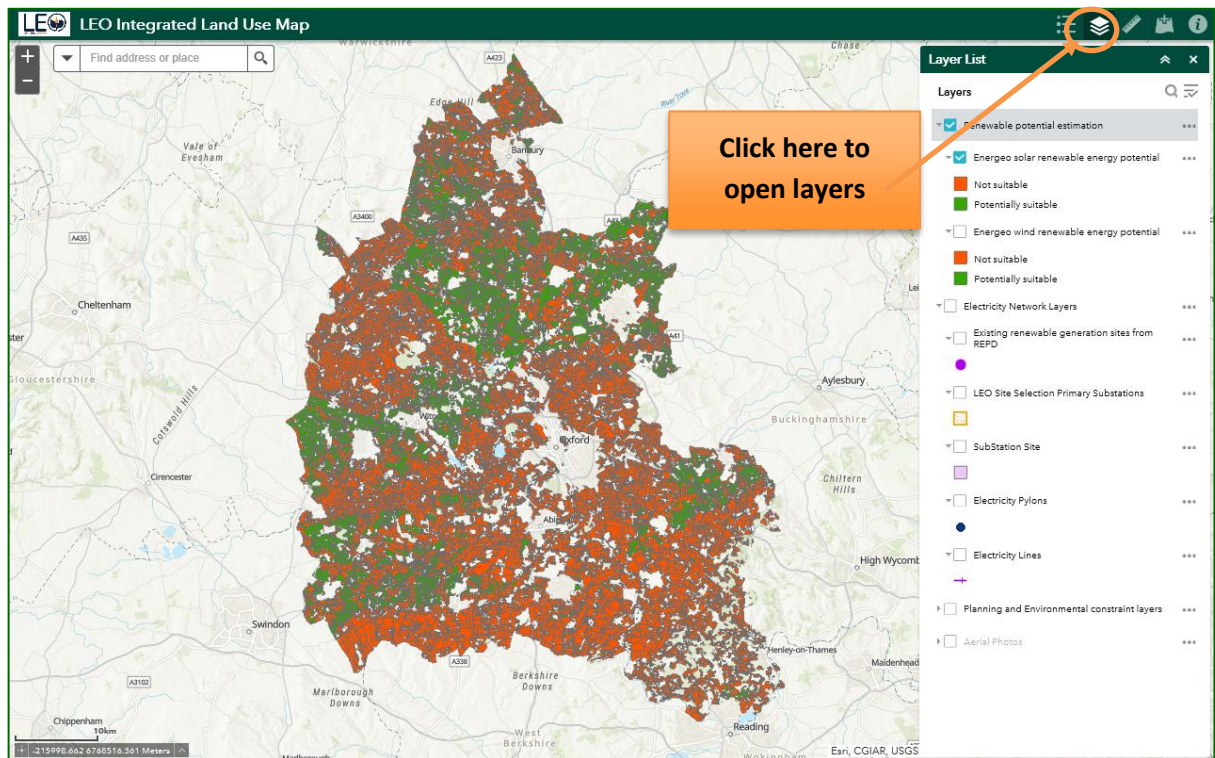 LEO
LEO Integrated Land Use Map
Find address or place
Layer List
Layers
Renewable potential estimation
Energeo solar renewable energy potential
Not suitable
Potentially suitable
Energeo wind renewable energy potential
Not suitable
Potentially suitable
Electricity Network Layers
Existing renewable generation sites from
REPD
LEO Site Selection Primary Substations
SubStation Site
Electricity Pylons
Electricity Lines
Planning and Environmental constraint layers
Aerial Photos
Click here to
open layers
Warwickshire
Chase
A423
Edge Hill
River Tove
Vale of
Evesham
Banbury
A3400
A435
Cheltenham
A41
Gloucestershire
Aylesbury
Cotswold Hills
Buckinghamshire
Oxford
Cirencester
Chiltern
Hills
High Wycomb
Swindon
Henley-on-Thames
A338
Maidenhead
A3102
Berkshire
Downs
Marlborough
Downs
Chippenham
10km
Reading
West
Berkshire
-215998.662 6768516.361 Meters
Esri, CGIAR, USGS
Wokingham